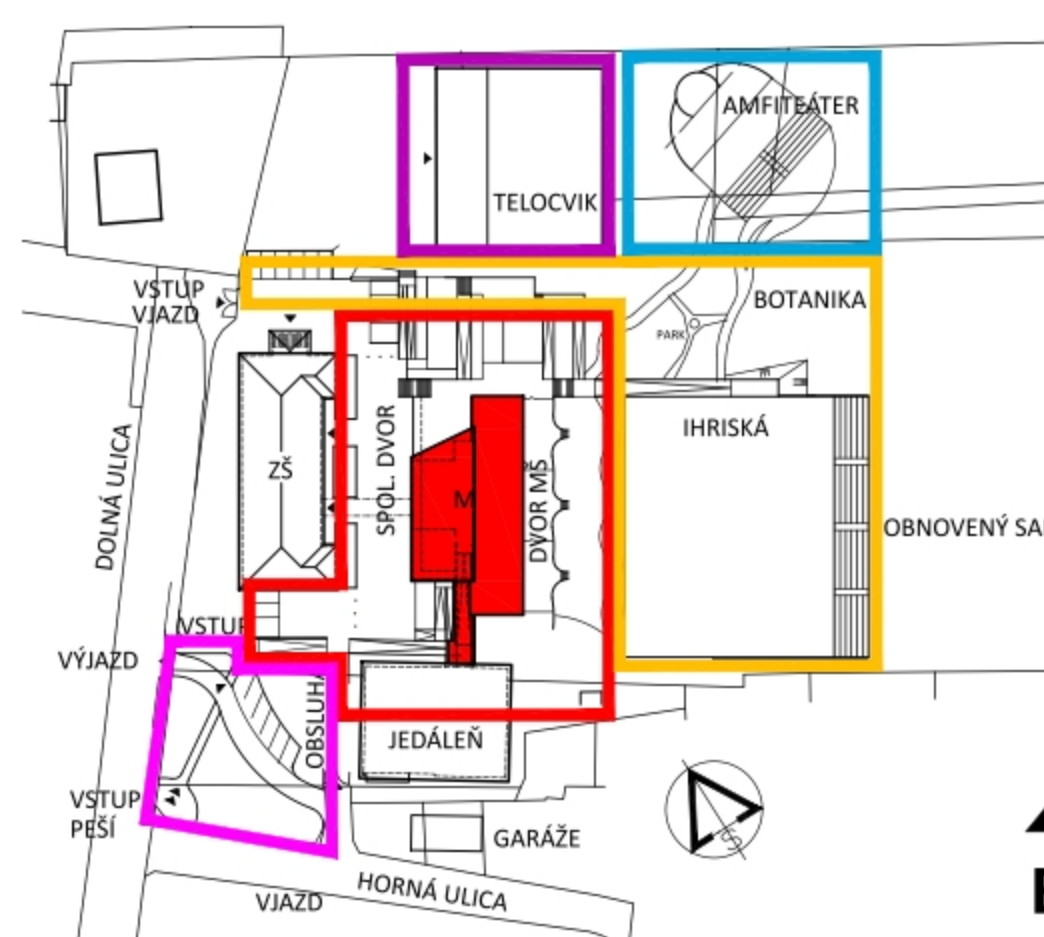 AMFITEÁTER
TELOCVIK
VSTUP
VJAZD
BOTANIKA
PARK
IHRISKÁ
ZŠ
SPOL. DVOR
M
DVOR MŠ
DOLNÁ ULICA
OBNOVENÝ
VSTUP
VÝJAZD
OBSLUHA
JEDÁLEŇ
VSTUP
PEŠÍ
GARÁŽE
S
HORNÁ ULICA
VJAZD